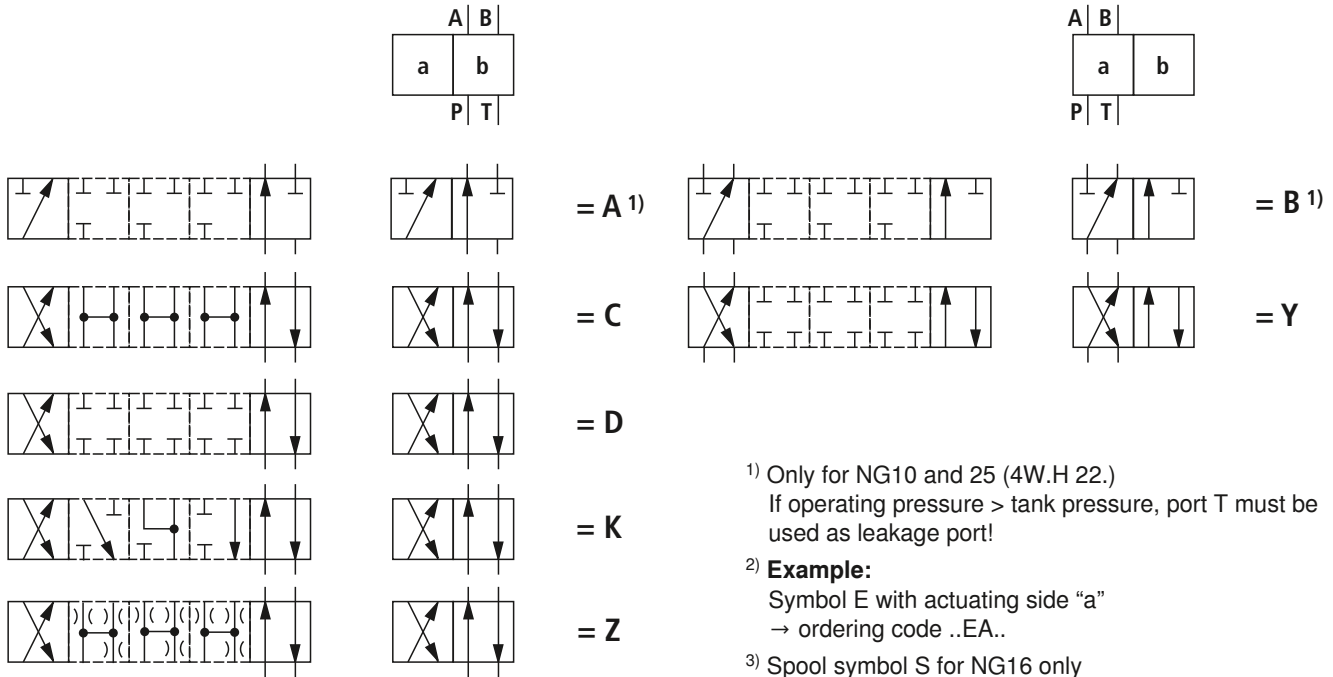 A B
a b
P T
A B
a b
P T
= A 1)
= B 1)
= C
= Y
= D
= K
= Z
1) Only for NG10 and 25 (4W.H 22.)
If operating pressure > tank pressure, port T must be
used as leakage port!
2) Example:
Symbol E with actuating side “a”
→ ordering code ..EA..
3) Spool symbol S for NG16 only